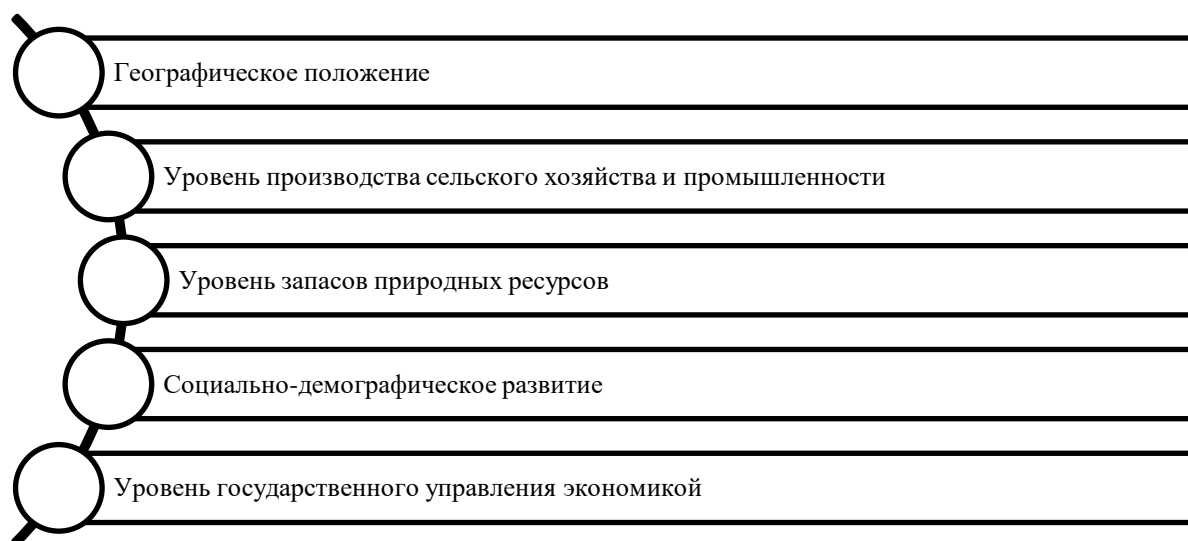 Географическое положение
Уровень производства сельского хозяйства и промышленности
Уровень запасов природных ресурсов
Социально-демографическое развитие
Уровень государственного управления экономикой